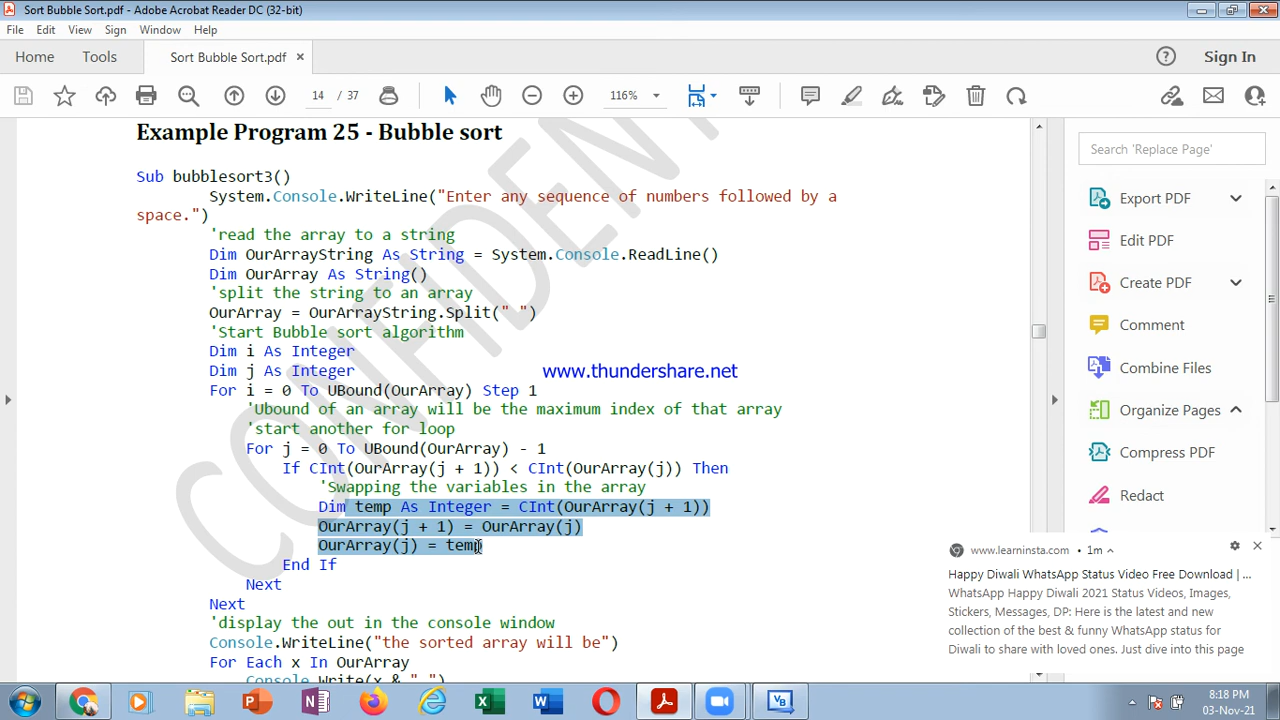 Sort Bubble Sort.pdf - Adobe Acrobat Reader DC (32-bit)
File Edit View Sign Window Help
Home Tools Sort Bubble Sort.pdf × Sign In
14 / 37 116%
Example Program 25 - Bubble sort
Sub bubblesort3()
System.Console.WriteLine("Enter any sequence of numbers followed by a
space.")
'read the array to a string
Dim OurArrayString As String = System.Console.ReadLine()
Dim OurArray As String()
'split the string to an array
OurArray = OurArrayString.Split(" ")
'Start Bubble sort algorithm
Dim i As Integer
Dim j As Integer
www.thundershare.net
For i = 0 To UBound(OurArray) Step 1
'Ubound of an array will be the maximum index of that array
'start another for loop
For j = 0 To UBound(OurArray) - 1
If CInt(OurArray(j + 1)) < CInt(OurArray(j)) Then
'Swapping the variables in the array
Dim temp As Integer = CInt(OurArray(j + 1))
OurArray(j + 1) = OurArray(j)
OurArray(j) = temp
End If
Next
Next
'display the out in the console window
Console.WriteLine("the sorted array will be")
For Each x In OurArray
Console.Write(x & " ")
CONFIDENT
Search 'Replace Page'
Export PDF
Edit PDF
Create PDF
Comment
Combine Files
Organize Pages
Compress PDF
Redact
www.learninsta.com • 1m
Happy Diwali WhatsApp Status Video Free Download | ...
WhatsApp Happy Diwali 2021 Status Videos, Images,
Stickers, Messages, DP: Here is the latest and new
collection of the best & funny WhatsApp status for
Diwali to share with loved ones. Just dive into this page
8:18 PM
03-Nov-21